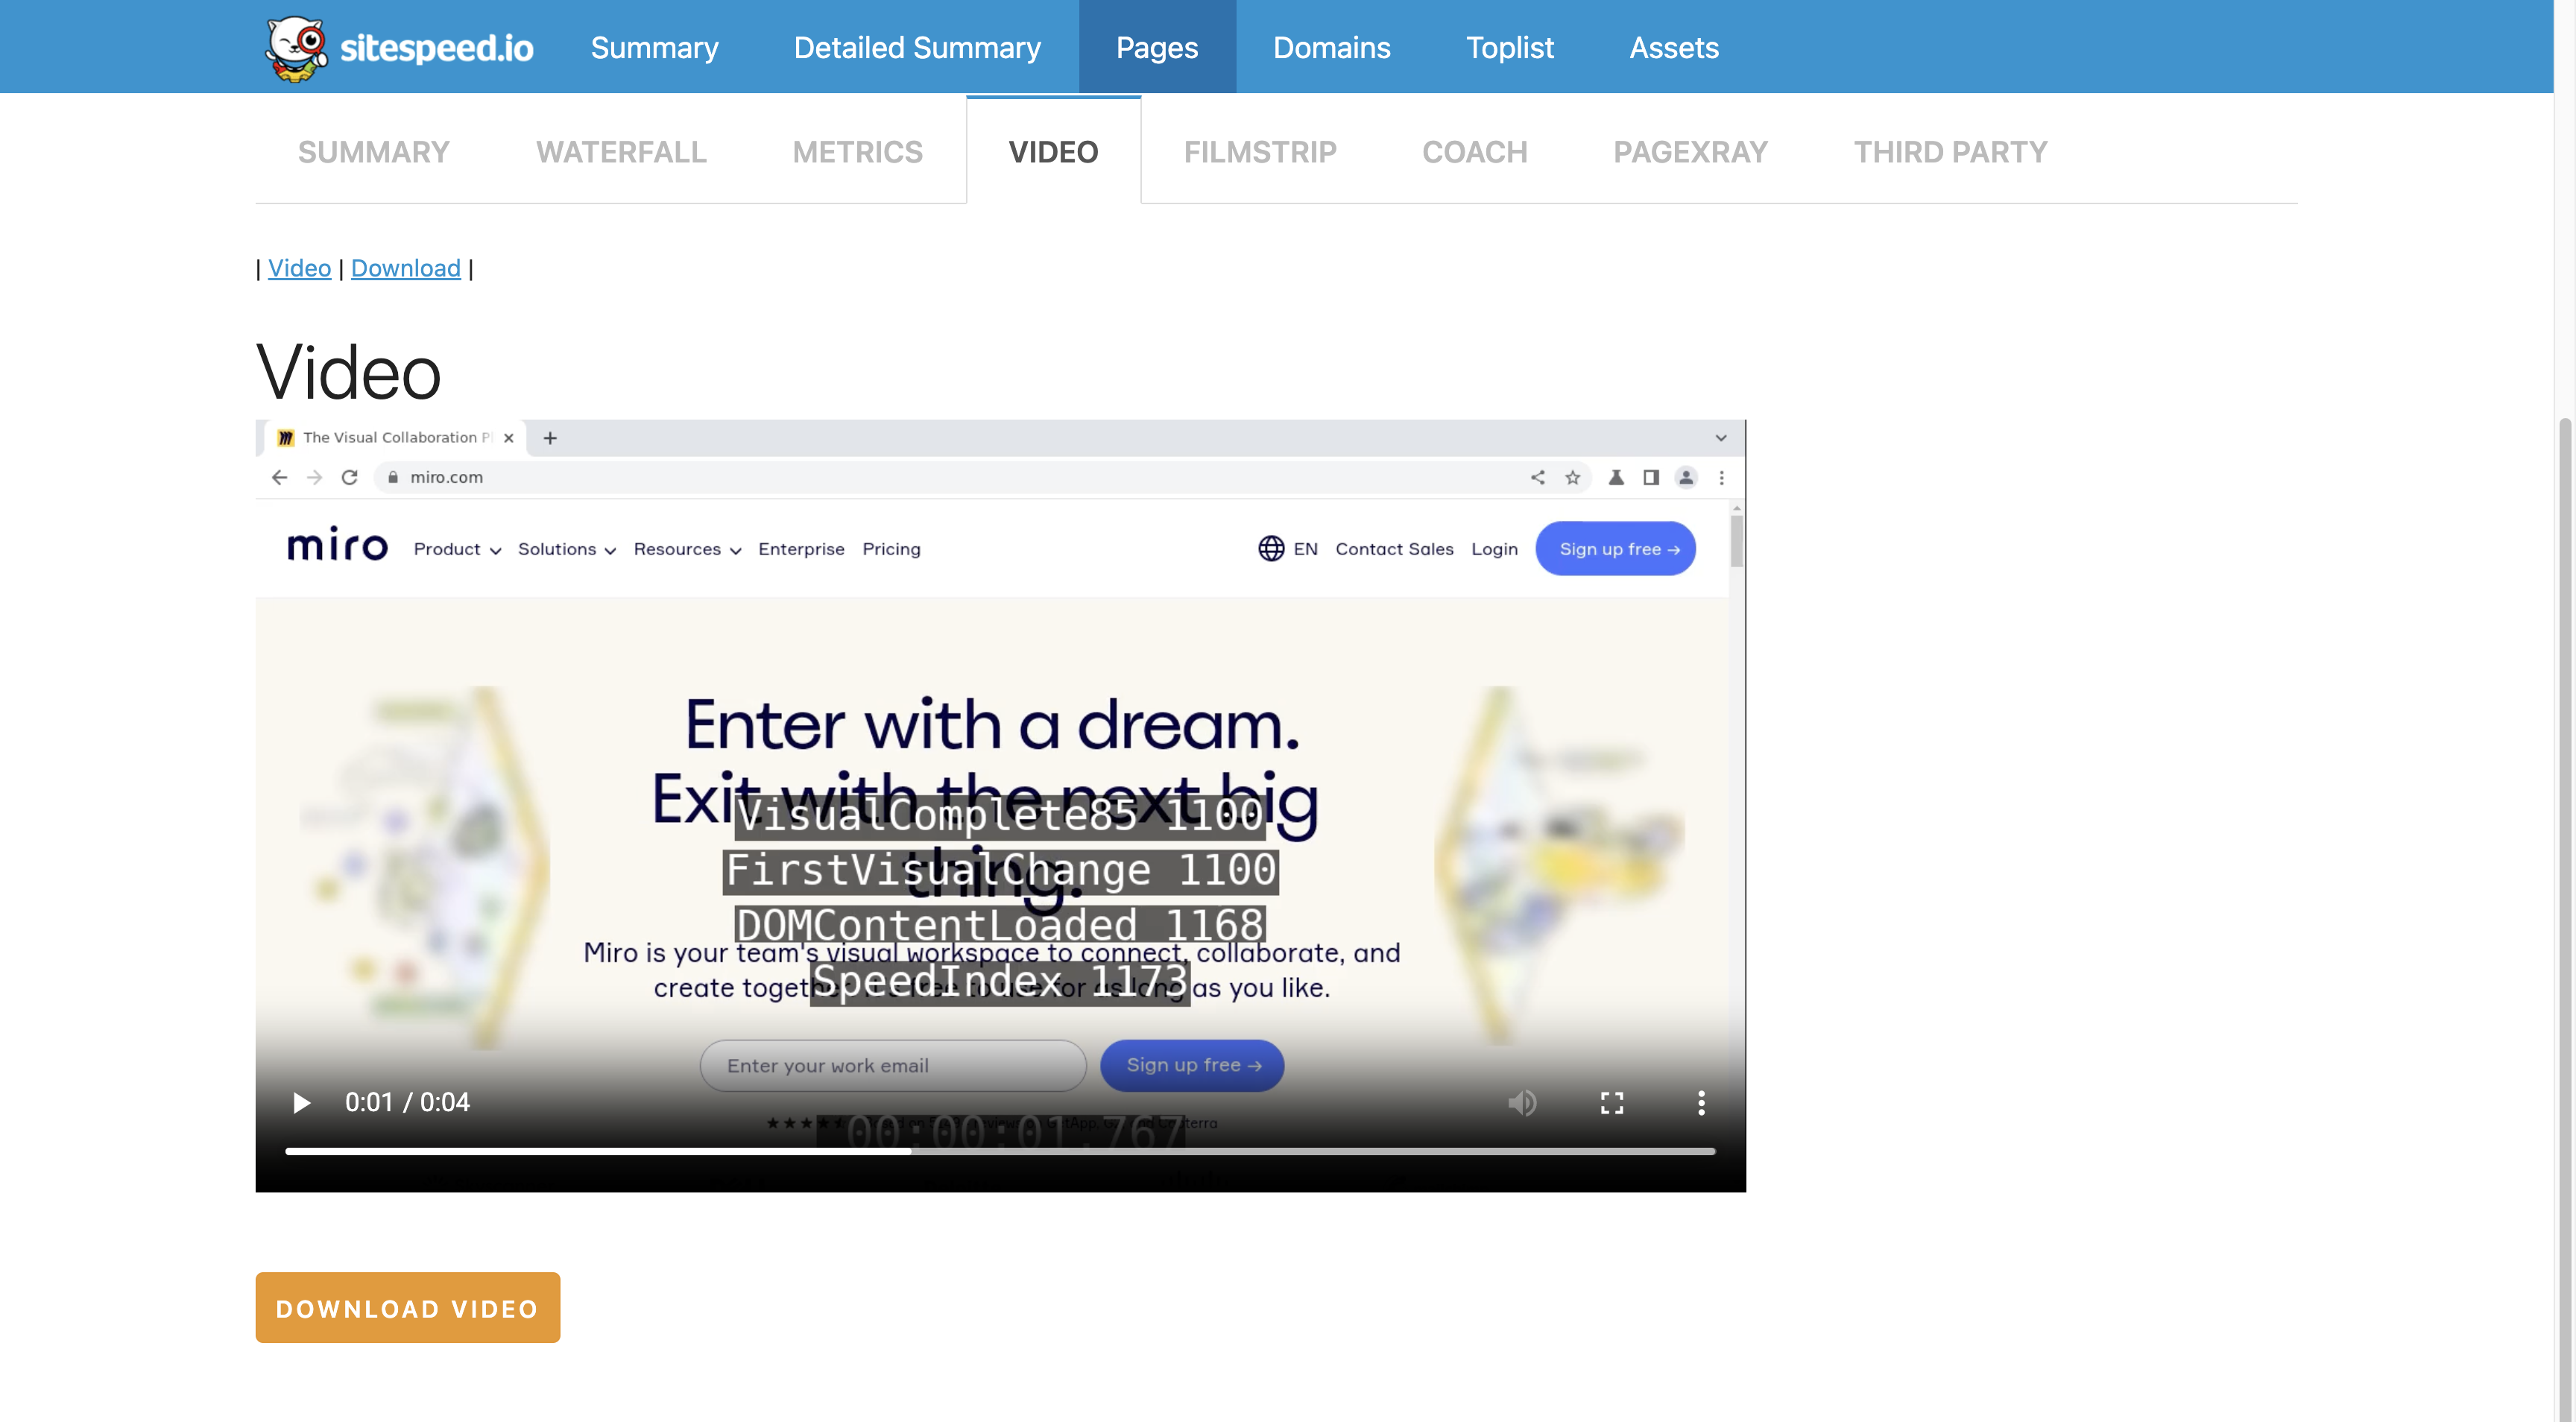 sitespeed.io Summary Detailed Summary Pages Domains Toplist Assets
SUMMARY WATERFALL METRICS VIDEO FILMSTRIP COACH PAGEXRAY THIRD PARTY
| Video | Download |
Video
The Visual Collaboration Pl
miro.com
miro Product Solutions Resources Enterprise Pricing EN Contact Sales Login Sign up free →
Enter with a dream.
Exit with the next big
thing.
VisualComplete85 1100
FirstVisualChange 1100
DOMContentLoaded 1168
SpeedIndex 1173
Miro is your team's visual workspace to connect, collaborate, and
create together. It's free to use for as long as you like.
Enter your work email Sign up free →
0:01 / 0:04
00:00:01.767
DOWNLOAD VIDEO